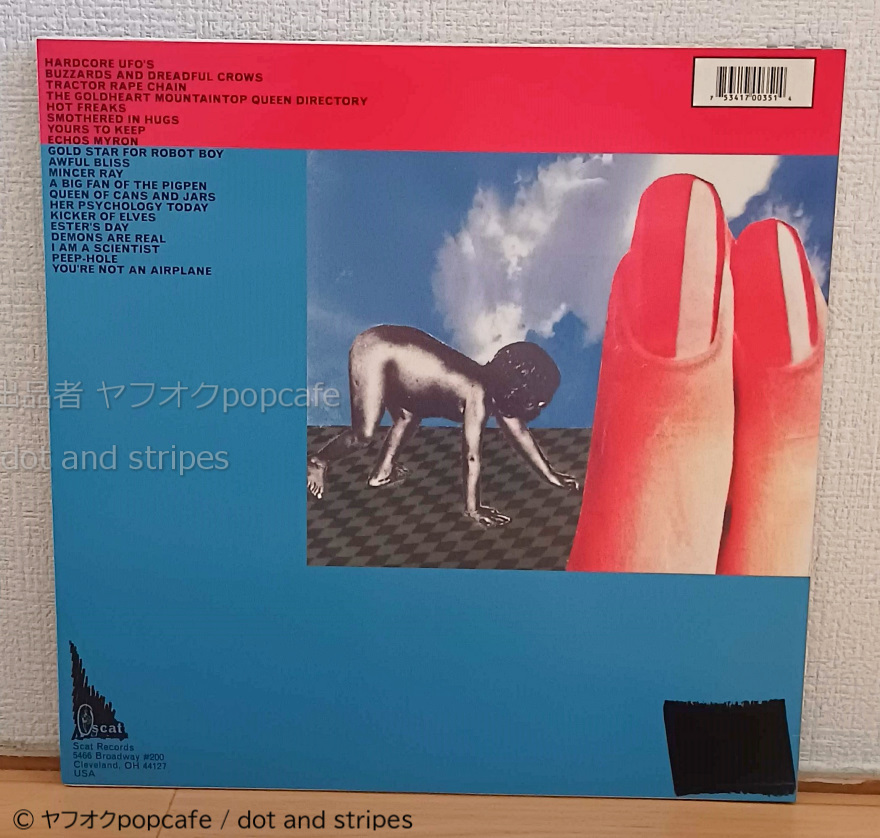 HARDCORE UFO'S
BUZZARDS AND DREADFUL CROWS
TRACTOR RAPE CHAIN
THE GOLDHEART MOUNTAINTOP QUEEN DIRECTORY
HOT FREAKS
SMOTHERED IN HUGS
YOURS TO KEEP
ECHOS MYRON
GOLD STAR FOR ROBOT BOY
AWFUL BLISS
MINCER RAY
A BIG FAN OF THE PIGPEN
QUEEN OF CANS AND JARS
HER PSYCHOLOGY TODAY
KICKER OF ELVES
ESTER'S DAY
DEMONS ARE REAL
I AM A SCIENTIST
PEEP-HOLE
YOU'RE NOT AN AIRPLANE
7 53417 00351 4
出品者 ヤフオクpopcafe
dot and stripes
scat
Scat Records
5466 Broadway #200
Cleveland, OH 44127
USA
© ヤフオクpopcafe / dot and stripes